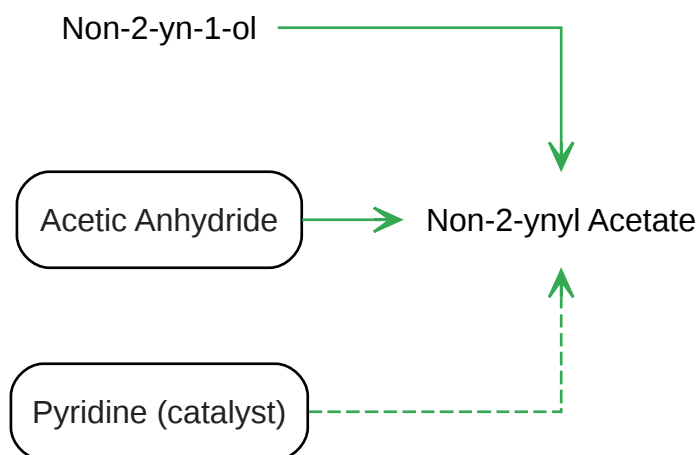 Non-2-yn-1-ol
Acetic Anhydride
Non-2-ynyl Acetate
Pyridine (catalyst)